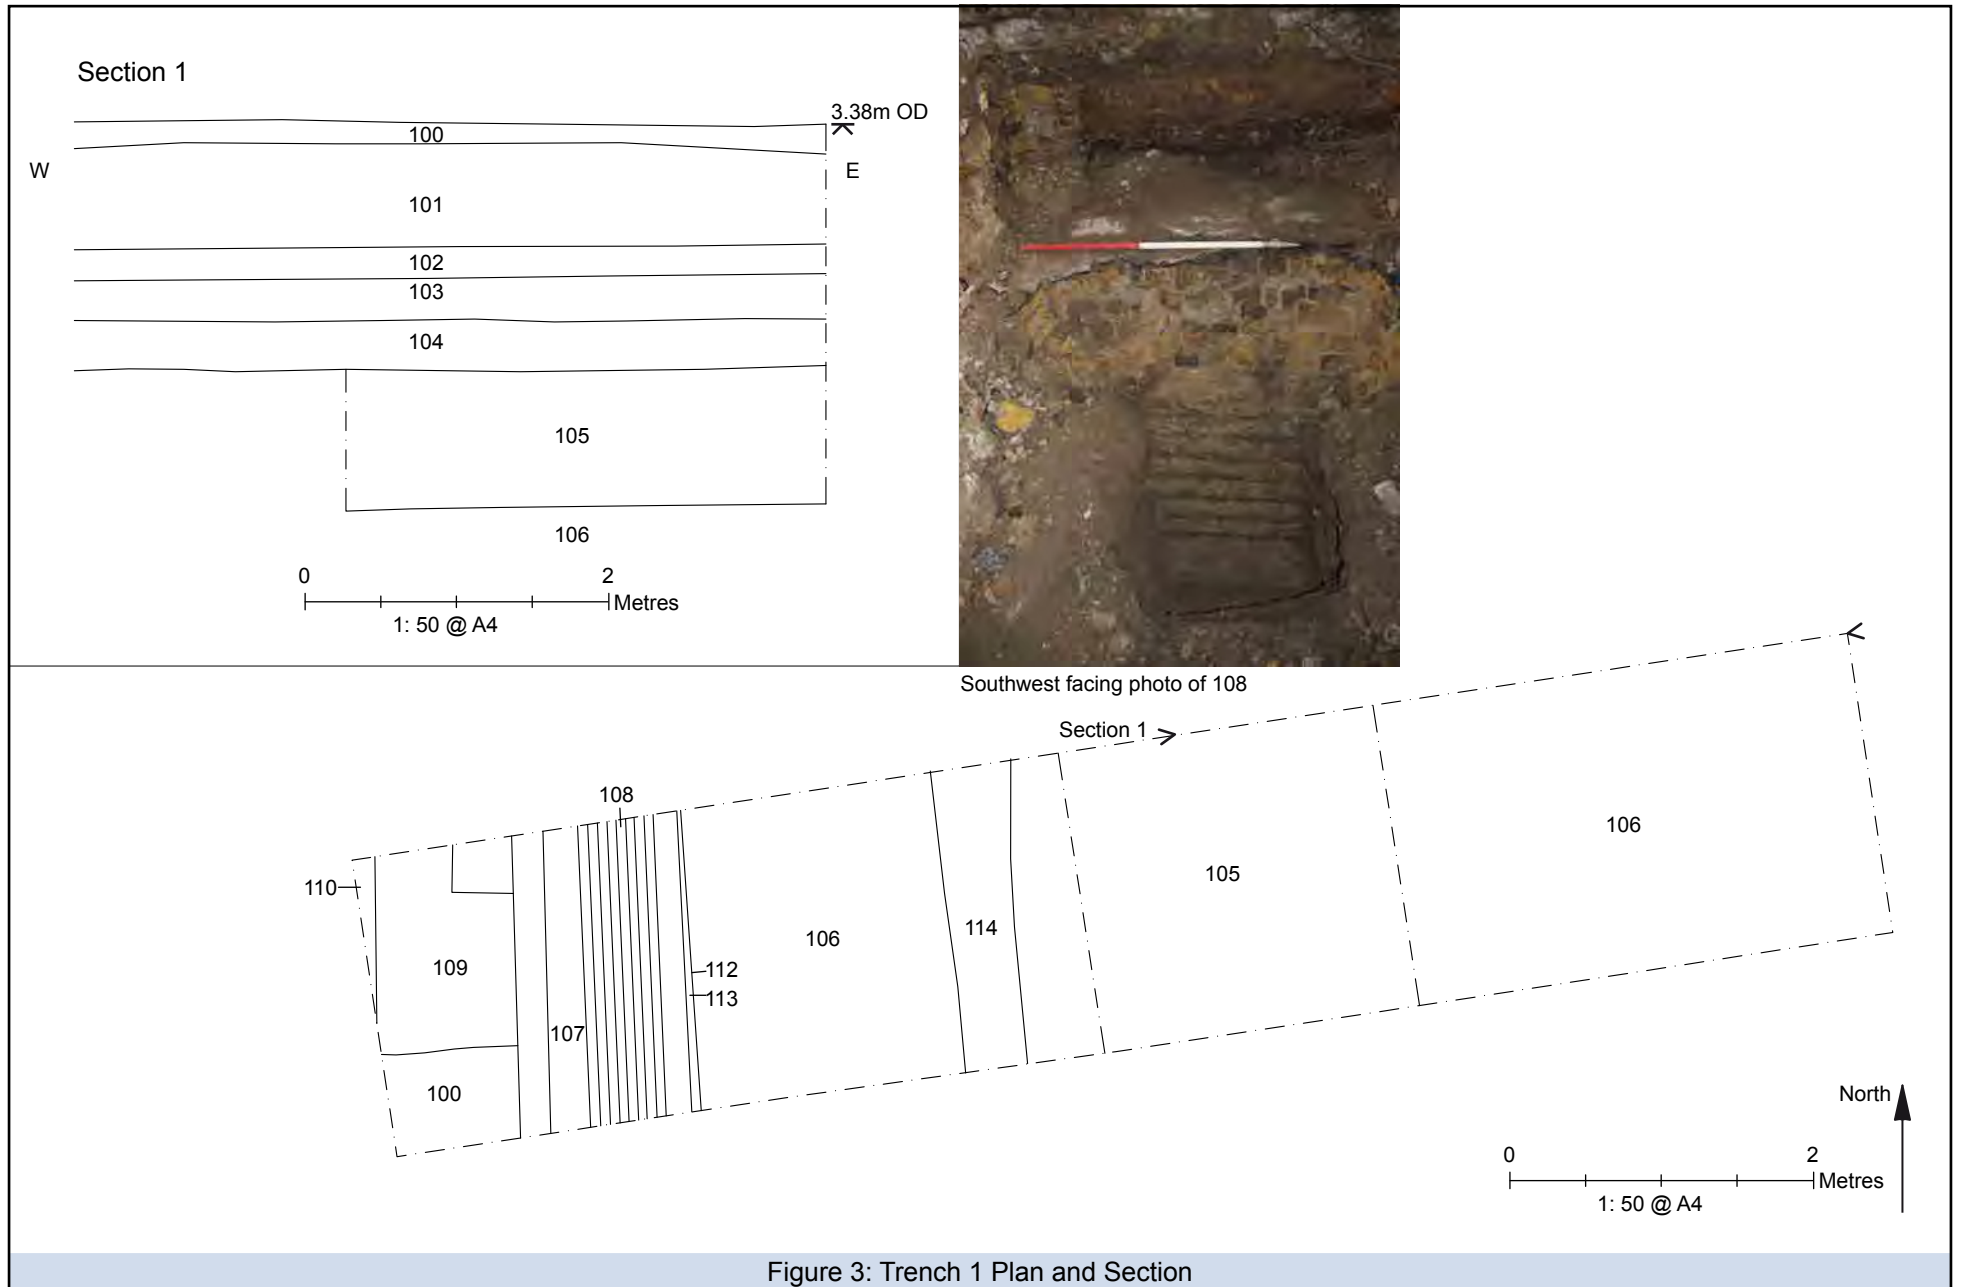 Section 1
3.38m OD
100
W
E
101
102
103
104
105
106
0 2
Metres
1: 50 @ A4
Southwest facing photo of 108
Section 1
108
106
110
105
109
114
106
112
113
107
100
North
0 2
Metres
1: 50 @ A4
Figure 3: Trench 1 Plan and Section